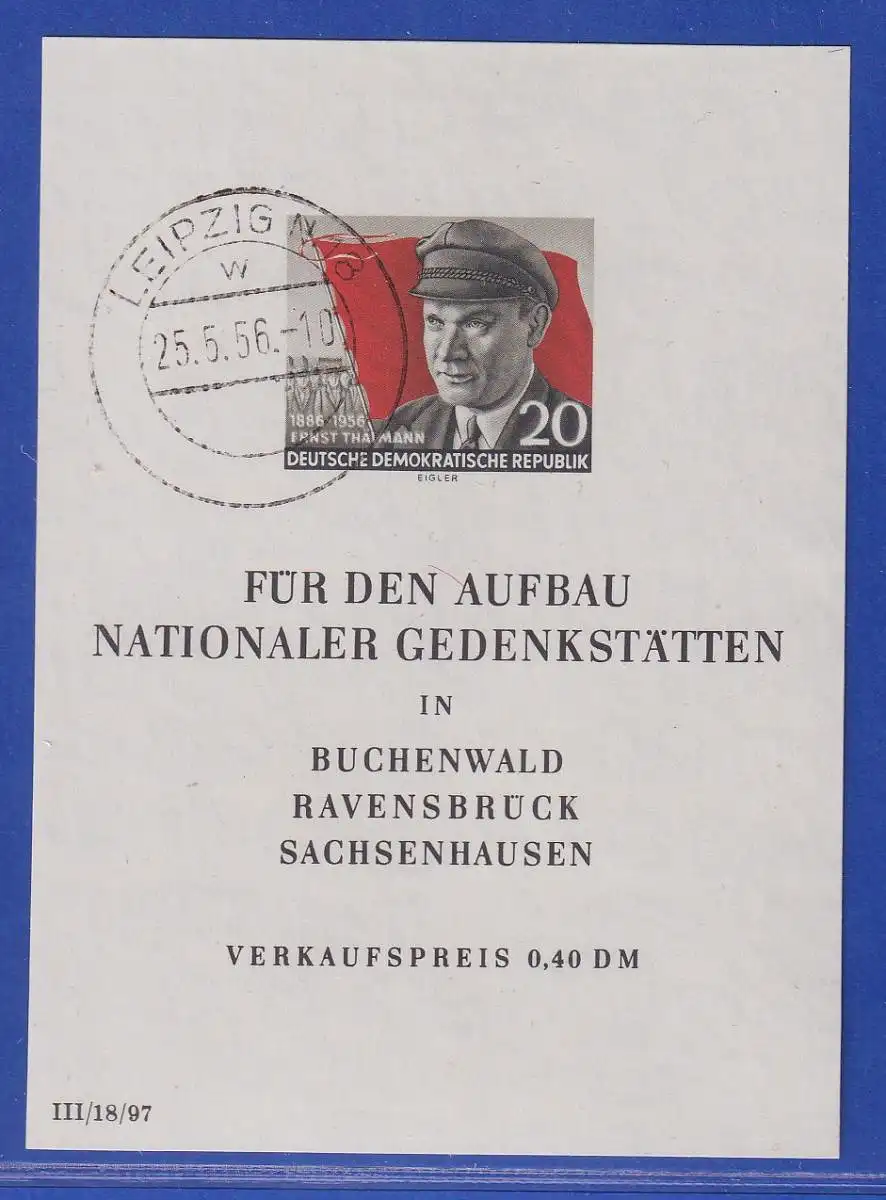 LEIPZIG N
W
25.5.56.-10
1886-1956
ERNST THÄLMANN
20
DEUTSCHE DEMOKRATISCHE REPUBLIK
EIGLER
FÜR DEN AUFBAU
NATIONALER GEDENKSTÄTTEN
IN
BUCHENWALD
RAVENSBRÜCK
SACHSENHAUSEN
VERKAUFSPREIS 0,40 DM
III/18/97